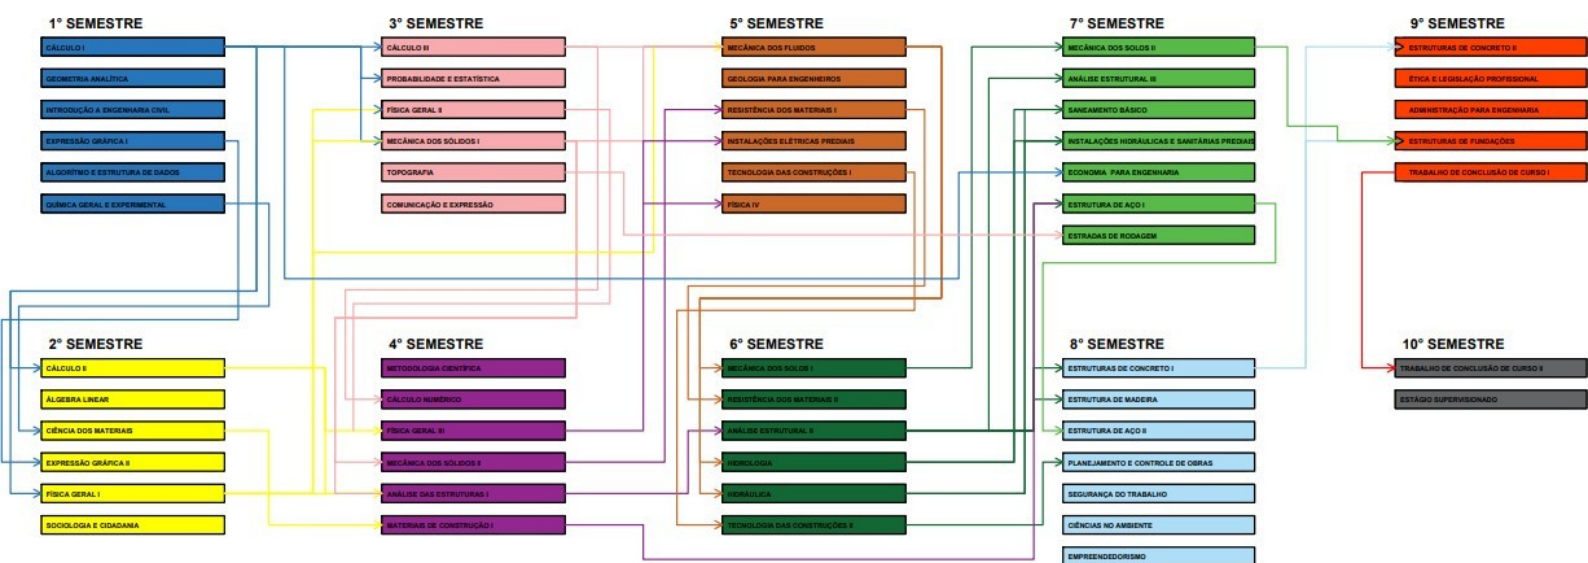 1° SEMESTRE
CÁLCULO I
GEOMETRIA ANALÍTICA
INTRODUÇÃO A ENGENHARIA CIVIL
EXPRESSÃO GRÁFICA I
ALGORÍTMO E ESTRUTURA DE DADOS
QUÍMICA GERAL E EXPERIMENTAL
3° SEMESTRE
CÁLCULO III
PROBABILIDADE E ESTATÍSTICA
FÍSICA GERAL II
MECÂNICA DOS SÓLIDOS I
TOPOGRAFIA
COMUNICAÇÃO E EXPRESSÃO
5° SEMESTRE
MECÂNICA DOS FLUIDOS
GEOLOGIA PARA ENGENHEIROS
RESISTÊNCIA DOS MATERIAIS I
INSTALAÇÕES ELÉTRICAS PREDIAIS
TECNOLOGIA DAS CONSTRUÇÕES I
FÍSICA IV
7° SEMESTRE
MECÂNICA DOS SOLOS II
ANÁLISE ESTRUTURAL III
SANEAMENTO BÁSICO
INSTALAÇÕES HIDRÁULICAS E SANITÁRIAS PREDIAIS
ECONOMIA PARA ENGENHARIA
ESTRUTURA DE AÇO I
ESTRADAS DE RODAGEM
9° SEMESTRE
ESTRUTURAS DE CONCRETO II
ÉTICA E LEGISLAÇÃO PROFISSIONAL
ADMINISTRAÇÃO PARA ENGENHARIA
ESTRUTURAS DE FUNDAÇÕES
TRABALHO DE CONCLUSÃO DE CURSO I
2° SEMESTRE
CÁLCULO II
ÁLGEBRA LINEAR
CIÊNCIA DOS MATERIAIS
EXPRESSÃO GRÁFICA II
FÍSICA GERAL I
SOCIOLOGIA E CIDADANIA
4° SEMESTRE
METODOLOGIA CIENTÍFICA
CÁLCULO NUMÉRICO
FÍSICA GERAL III
MECÂNICA DOS SÓLIDOS II
ANÁLISE DAS ESTRUTURAS I
MATERIAIS DE CONSTRUÇÃO I
6° SEMESTRE
MECÂNICA DOS SOLOS I
RESISTÊNCIA DOS MATERIAIS II
ANÁLISE ESTRUTURAL II
HIDROLOGIA
HIDRÁULICA
TECNOLOGIA DAS CONSTRUÇÕES II
8° SEMESTRE
ESTRUTURAS DE CONCRETO I
ESTRUTURA DE MADEIRA
ESTRUTURA DE AÇO II
PLANEJAMENTO E CONTROLE DE OBRAS
SEGURANÇA DO TRABALHO
CIÊNCIAS NO AMBIENTE
EMPREENDEDORISMO
10° SEMESTRE
TRABALHO DE CONCLUSÃO DE CURSO II
ESTÁGIO SUPERVISIONADO